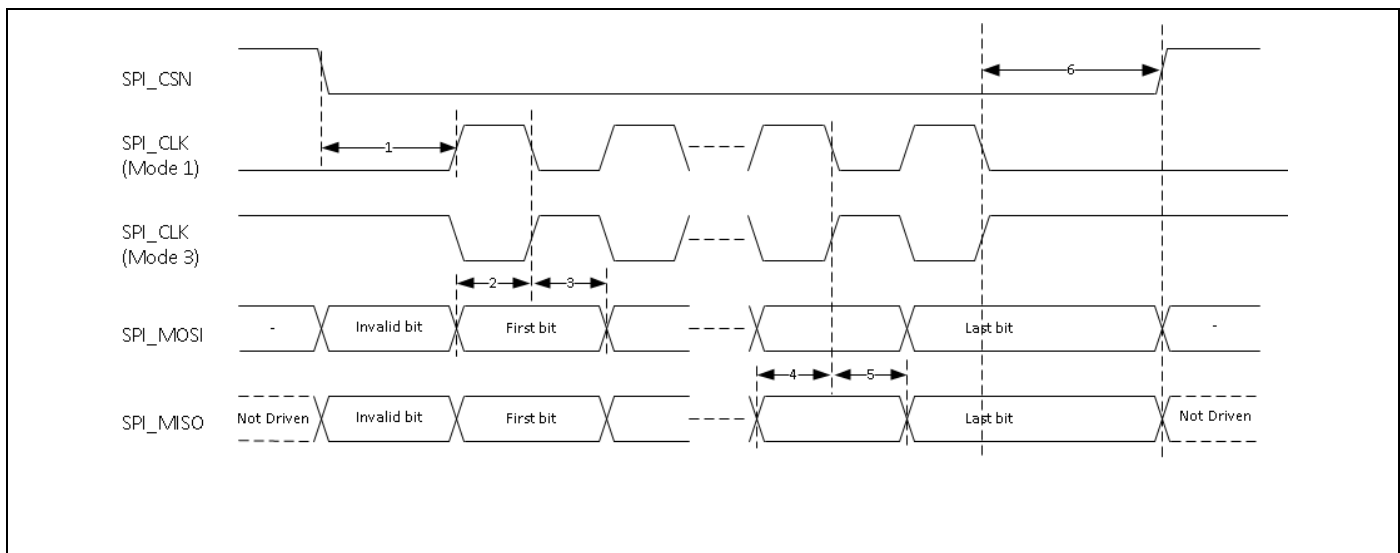 SPI_CSN
6
SPI_CLK
(Mode 1)
1
SPI_CLK
(Mode 3)
2
3
SPI_MOSI
-
Invalid bit
First bit
Last bit
-
4
5
SPI_MISO
Not Driven
Invalid bit
First bit
Last bit
Not Driven